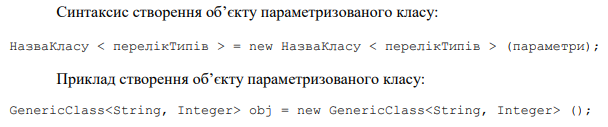 Синтаксис створення об’єкту параметризованого класу:
НазваКласу < перелікТипів > = new НазваКласу < перелікТипів > (параметри);
Приклад створення об’єкту параметризованого класу:
GenericClass<String, Integer> obj = new GenericClass<String, Integer> ();